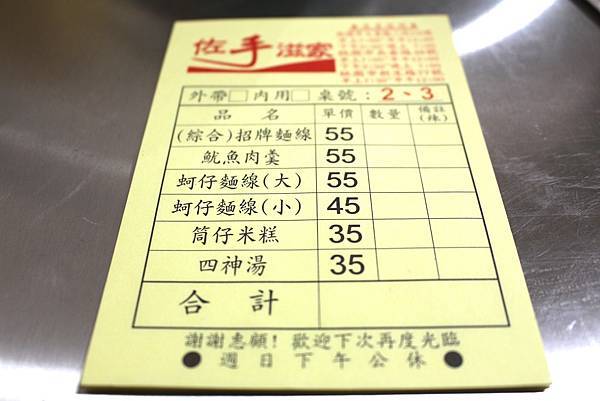 佐手滋家
外帶□ 內用□ 桌號：2、3
品名 單價 數量 備註(辣)
(綜合)招牌麵線 55
魷魚肉羹 55
蚵仔麵線(大) 55
蚵仔麵線(小) 45
筒仔米糕 35
四神湯 35
合計
謝謝惠顧！歡迎下次再度光臨
●週日下午公休●